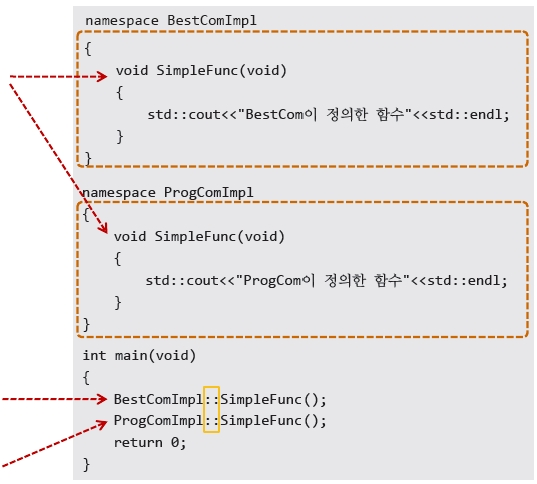 namespace BestComImpl
{
void SimpleFunc(void)
{
std::cout<<"BestCom이 정의한 함수"<<std::endl;
}
}
namespace ProgComImpl
{
void SimpleFunc(void)
{
std::cout<<"ProgCom이 정의한 함수"<<std::endl;
}
}
int main(void)
{
BestComImpl::SimpleFunc();
ProgComImpl::SimpleFunc();
return 0;
}